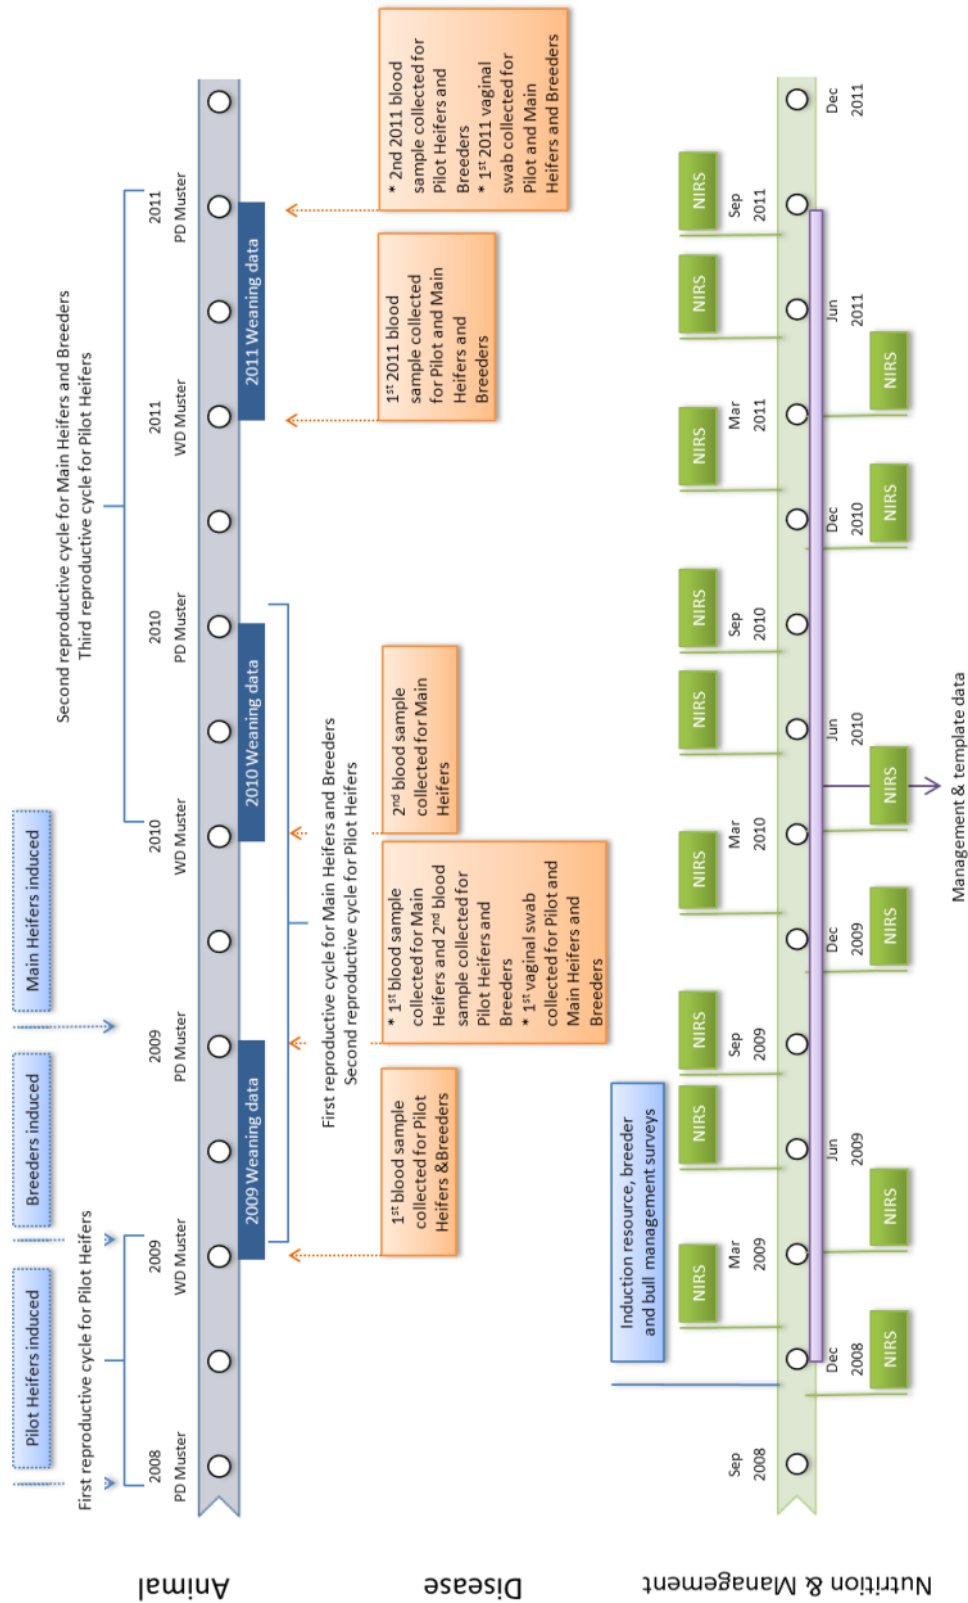 Animal
Pilot Heifers induced
Breeders induced
Main Heifers induced
First reproductive cycle for Pilot Heifers
Second reproductive cycle for Main Heifers and Breeders
Third reproductive cycle for Pilot Heifers
2008
PD Muster
2009
WD Muster
2009
PD Muster
2010
WD Muster
2010
PD Muster
2011
WD Muster
2011
PD Muster
2009 Weaning data
2010 Weaning data
2011 Weaning data
First reproductive cycle for Main Heifers and Breeders
Second reproductive cycle for Pilot Heifers
Disease
1st blood sample
collected for Pilot
Heifers &Breeders
* 1st blood sample
collected for Main
Heifers and 2nd blood
sample collected for
Pilot Heifers and
Breeders
* 1st vaginal swab
collected for Pilot and
Main Heifers and
Breeders
2nd blood sample
collected for Main
Heifers
1st 2011 blood
sample collected
for Pilot and Main
Heifers and
Breeders
* 2nd 2011 blood
sample collected for
Pilot Heifers and
Breeders
* 1st 2011 vaginal
swab collected for
Pilot and Main
Heifers and Breeders
Nutrition & Management
Induction resource, breeder
and bull management surveys
NIRS
NIRS
NIRS
NIRS
NIRS
NIRS
NIRS
NIRS
NIRS
Sep
2008
Mar
2009
Sep
2009
Mar
2010
Sep
2010
Mar
2011
Sep
2011
Dec
2008
Jun
2009
Dec
2009
Jun
2010
Dec
2010
Jun
2011
Dec
2011
NIRS
NIRS
NIRS
NIRS
NIRS
NIRS
Management & template data